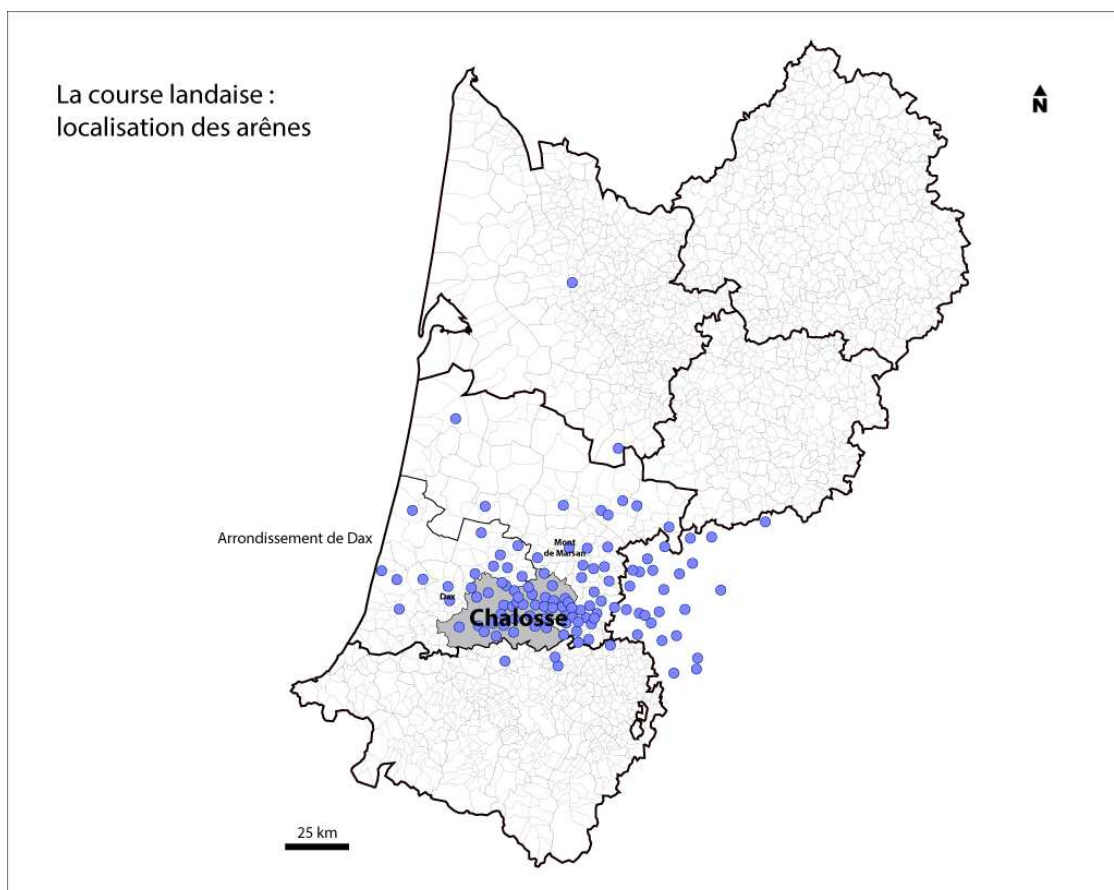 La course landaise :
localisation des arênes
N
Arrondissement de Dax
Mont
de Marsan
Dax
Chalosse
25 km